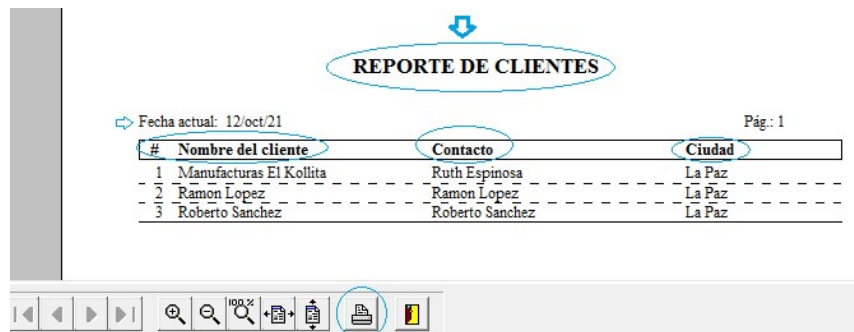 REPORTE DE CLIENTES
Fecha actual: 12/oct/21 Pág.: 1
# Nombre del cliente Contacto Ciudad
1 Manufacturas El Kollita Ruth Espinosa La Paz
2 Ramon Lopez Ramon Lopez La Paz
3 Roberto Sanchez Roberto Sanchez La Paz
100 %